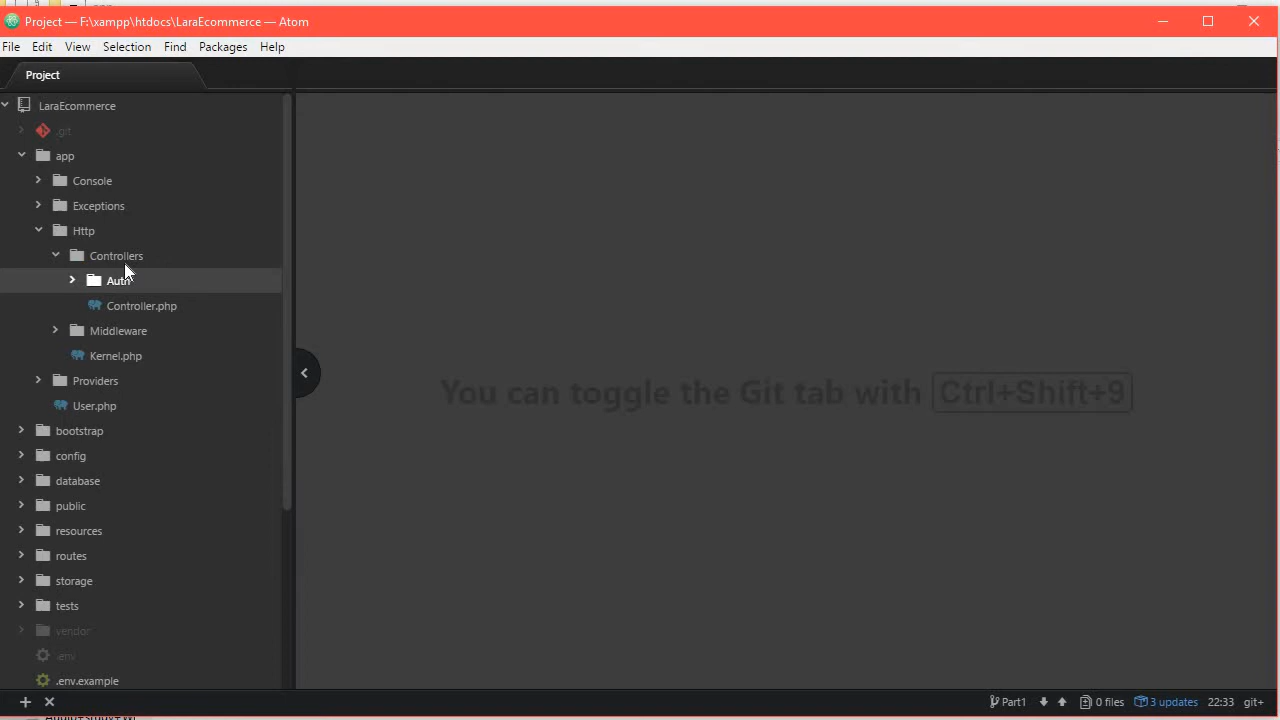 Project — F:\xampp\htdocs\LaraEcommerce — Atom
File Edit View Selection Find Packages Help
Project
LaraEcommerce
.git
app
Console
Exceptions
Http
Controllers
Auth
Controller.php
Middleware
Kernel.php
Providers
User.php
bootstrap
config
database
public
resources
routes
storage
tests
vendor
.env
.env.example
You can toggle the Git tab with Ctrl+Shift+9
Part1 0 files 3 updates 22:33 git+